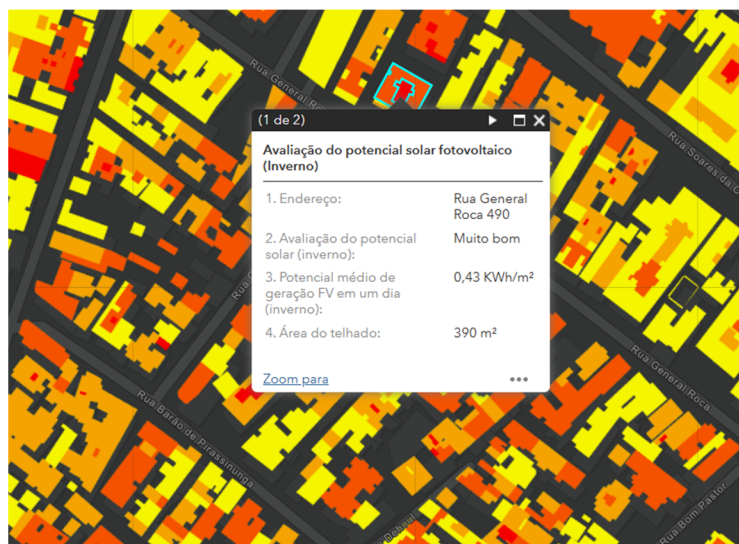 Rua General Ro
(1 de 2)
Avaliação do potencial solar fotovoltaico
(Inverno)
1. Endereço:
Rua General
Roca 490
2. Avaliação do potencial
solar (inverno):
Muito bom
3. Potencial médio de
geração FV em um dia
(inverno):
0,43 KWh/m²
4. Área do telhado:
390 m²
Zoom para
Rua Soares da C
Rua
Rua General Roca
Rua Barão de Pirassinunga
Rua Bom Pastor